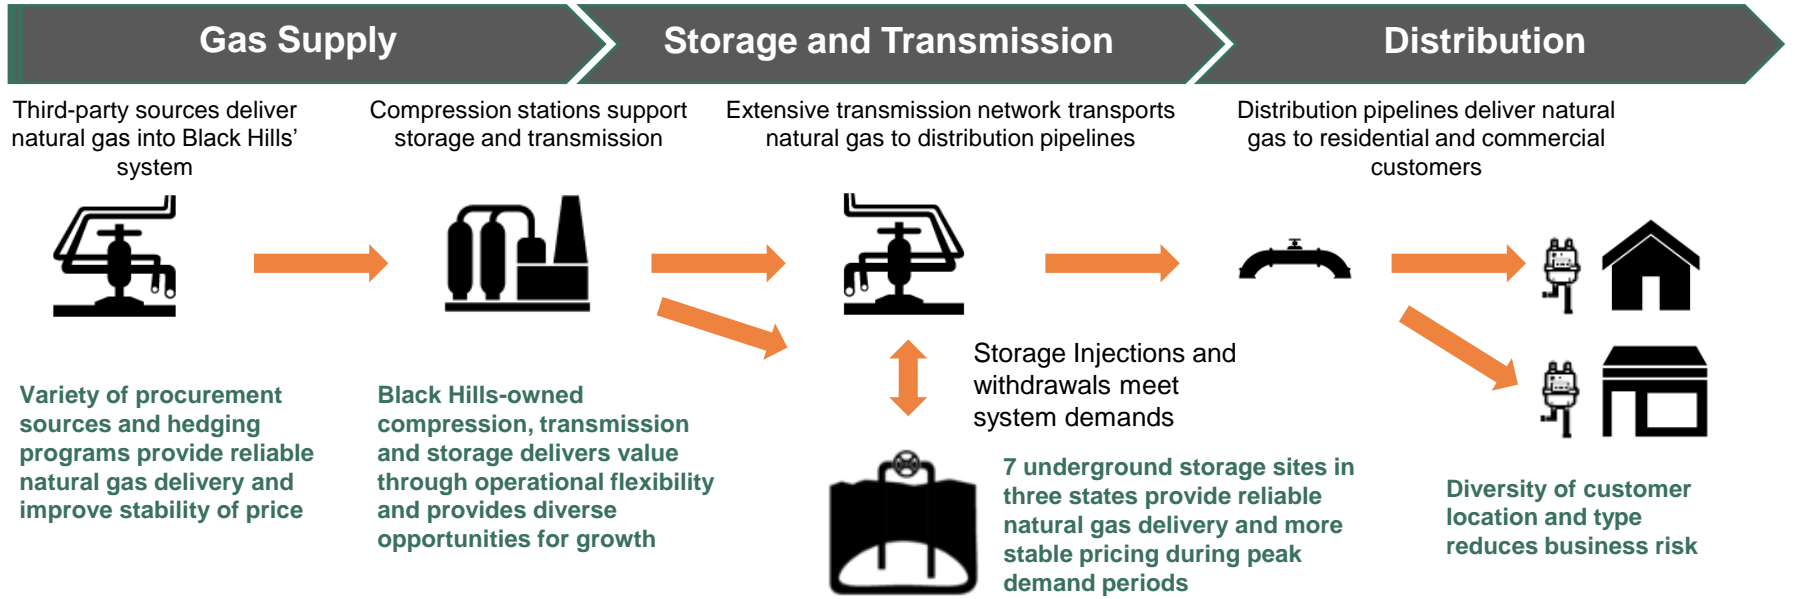 Gas Supply
Storage and Transmission
Distribution
Third-party sources deliver
natural gas into Black Hills'
system
Compression stations support
storage and transmission
Extensive transmission network transports
natural gas to distribution pipelines
Distribution pipelines deliver natural
gas to residential and commercial
customers
Storage Injections and
withdrawals meet
system demands
Variety of procurement
sources and hedging
programs provide reliable
natural gas delivery and
improve stability of price
Black Hills-owned
compression, transmission
and storage delivers value
through operational flexibility
and provides diverse
opportunities for growth
7 underground storage sites in
three states provide reliable
natural gas delivery and more
stable pricing during peak
demand periods
Diversity of customer
location and type
reduces business risk